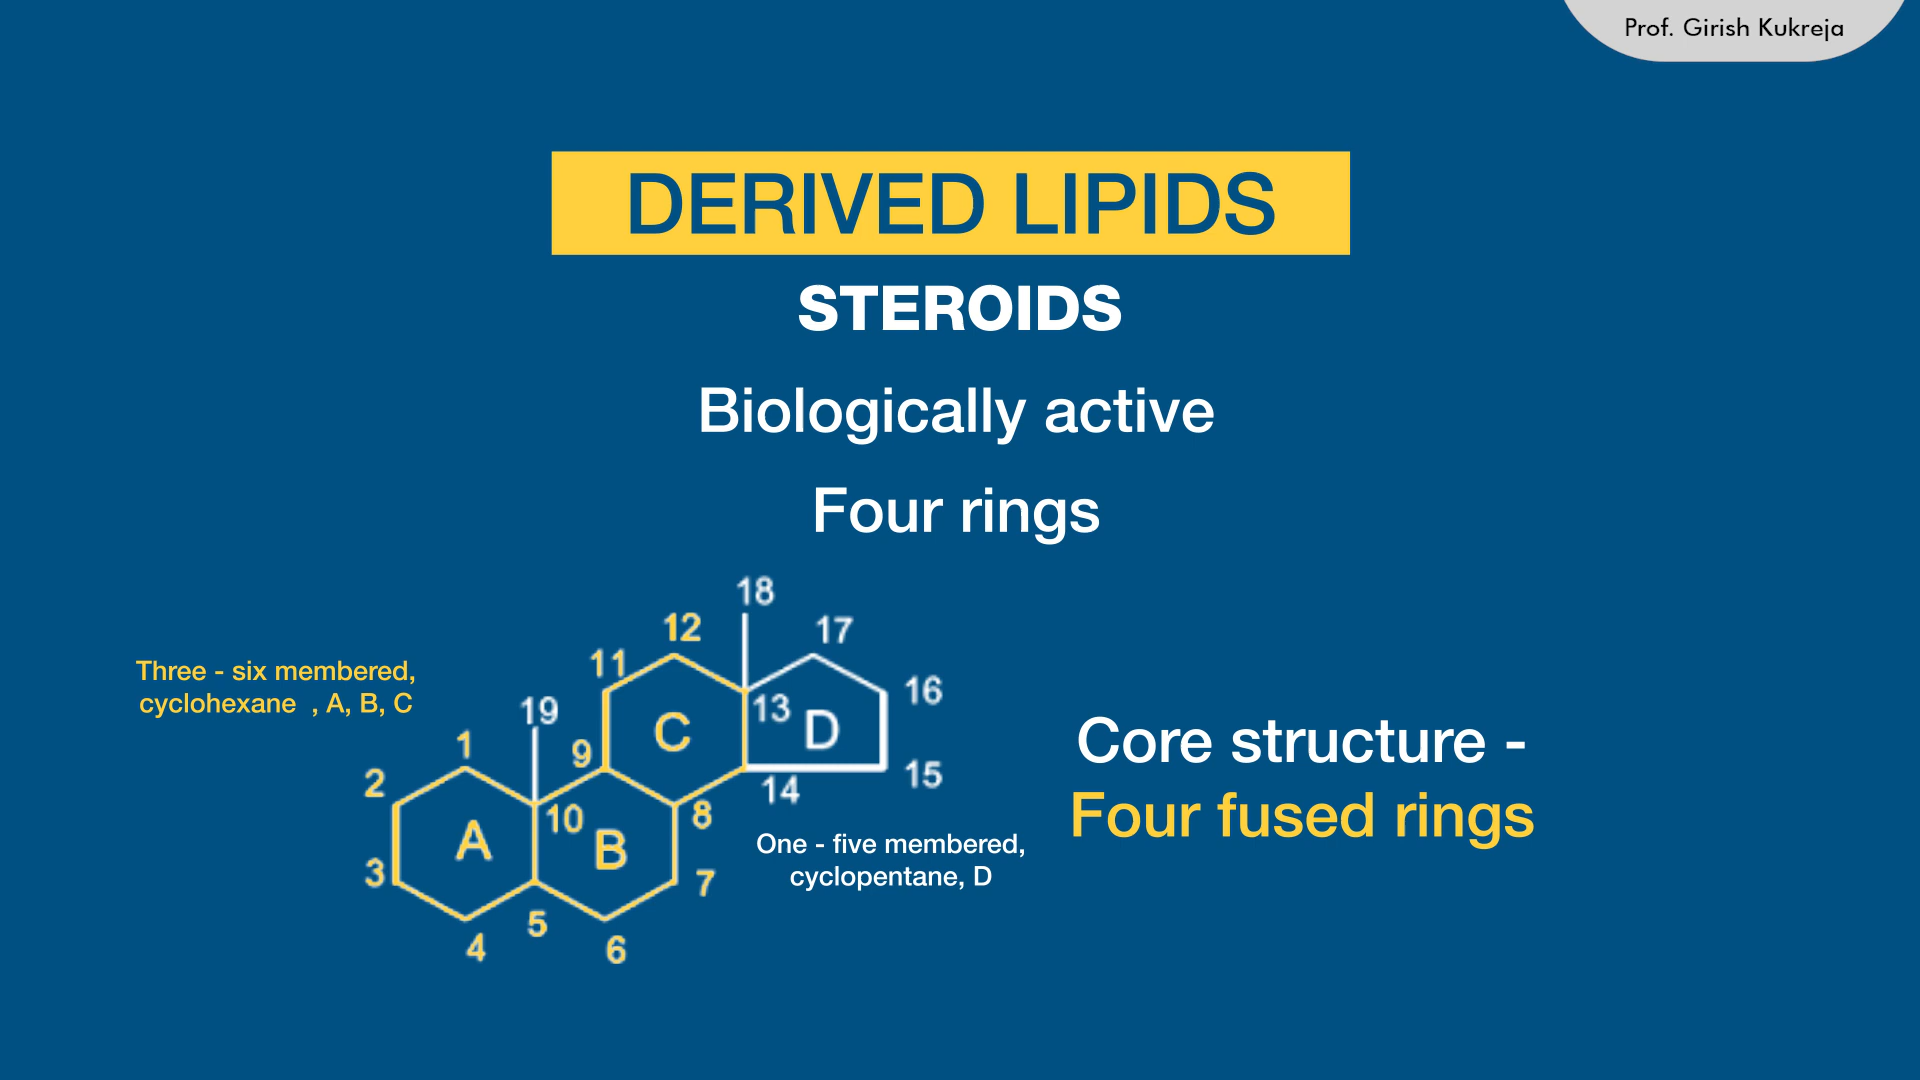 Prof. Girish Kukreja
DERIVED LIPIDS
STEROIDS
Biologically active
Four rings
Three - six membered,
cyclohexane , A, B, C
18
12
17
11
16
19
13
C
D
9
1
15
2
14
10
8
A
B
3
7
5
4
6
One - five membered,
cyclopentane, D
Core structure -
Four fused rings